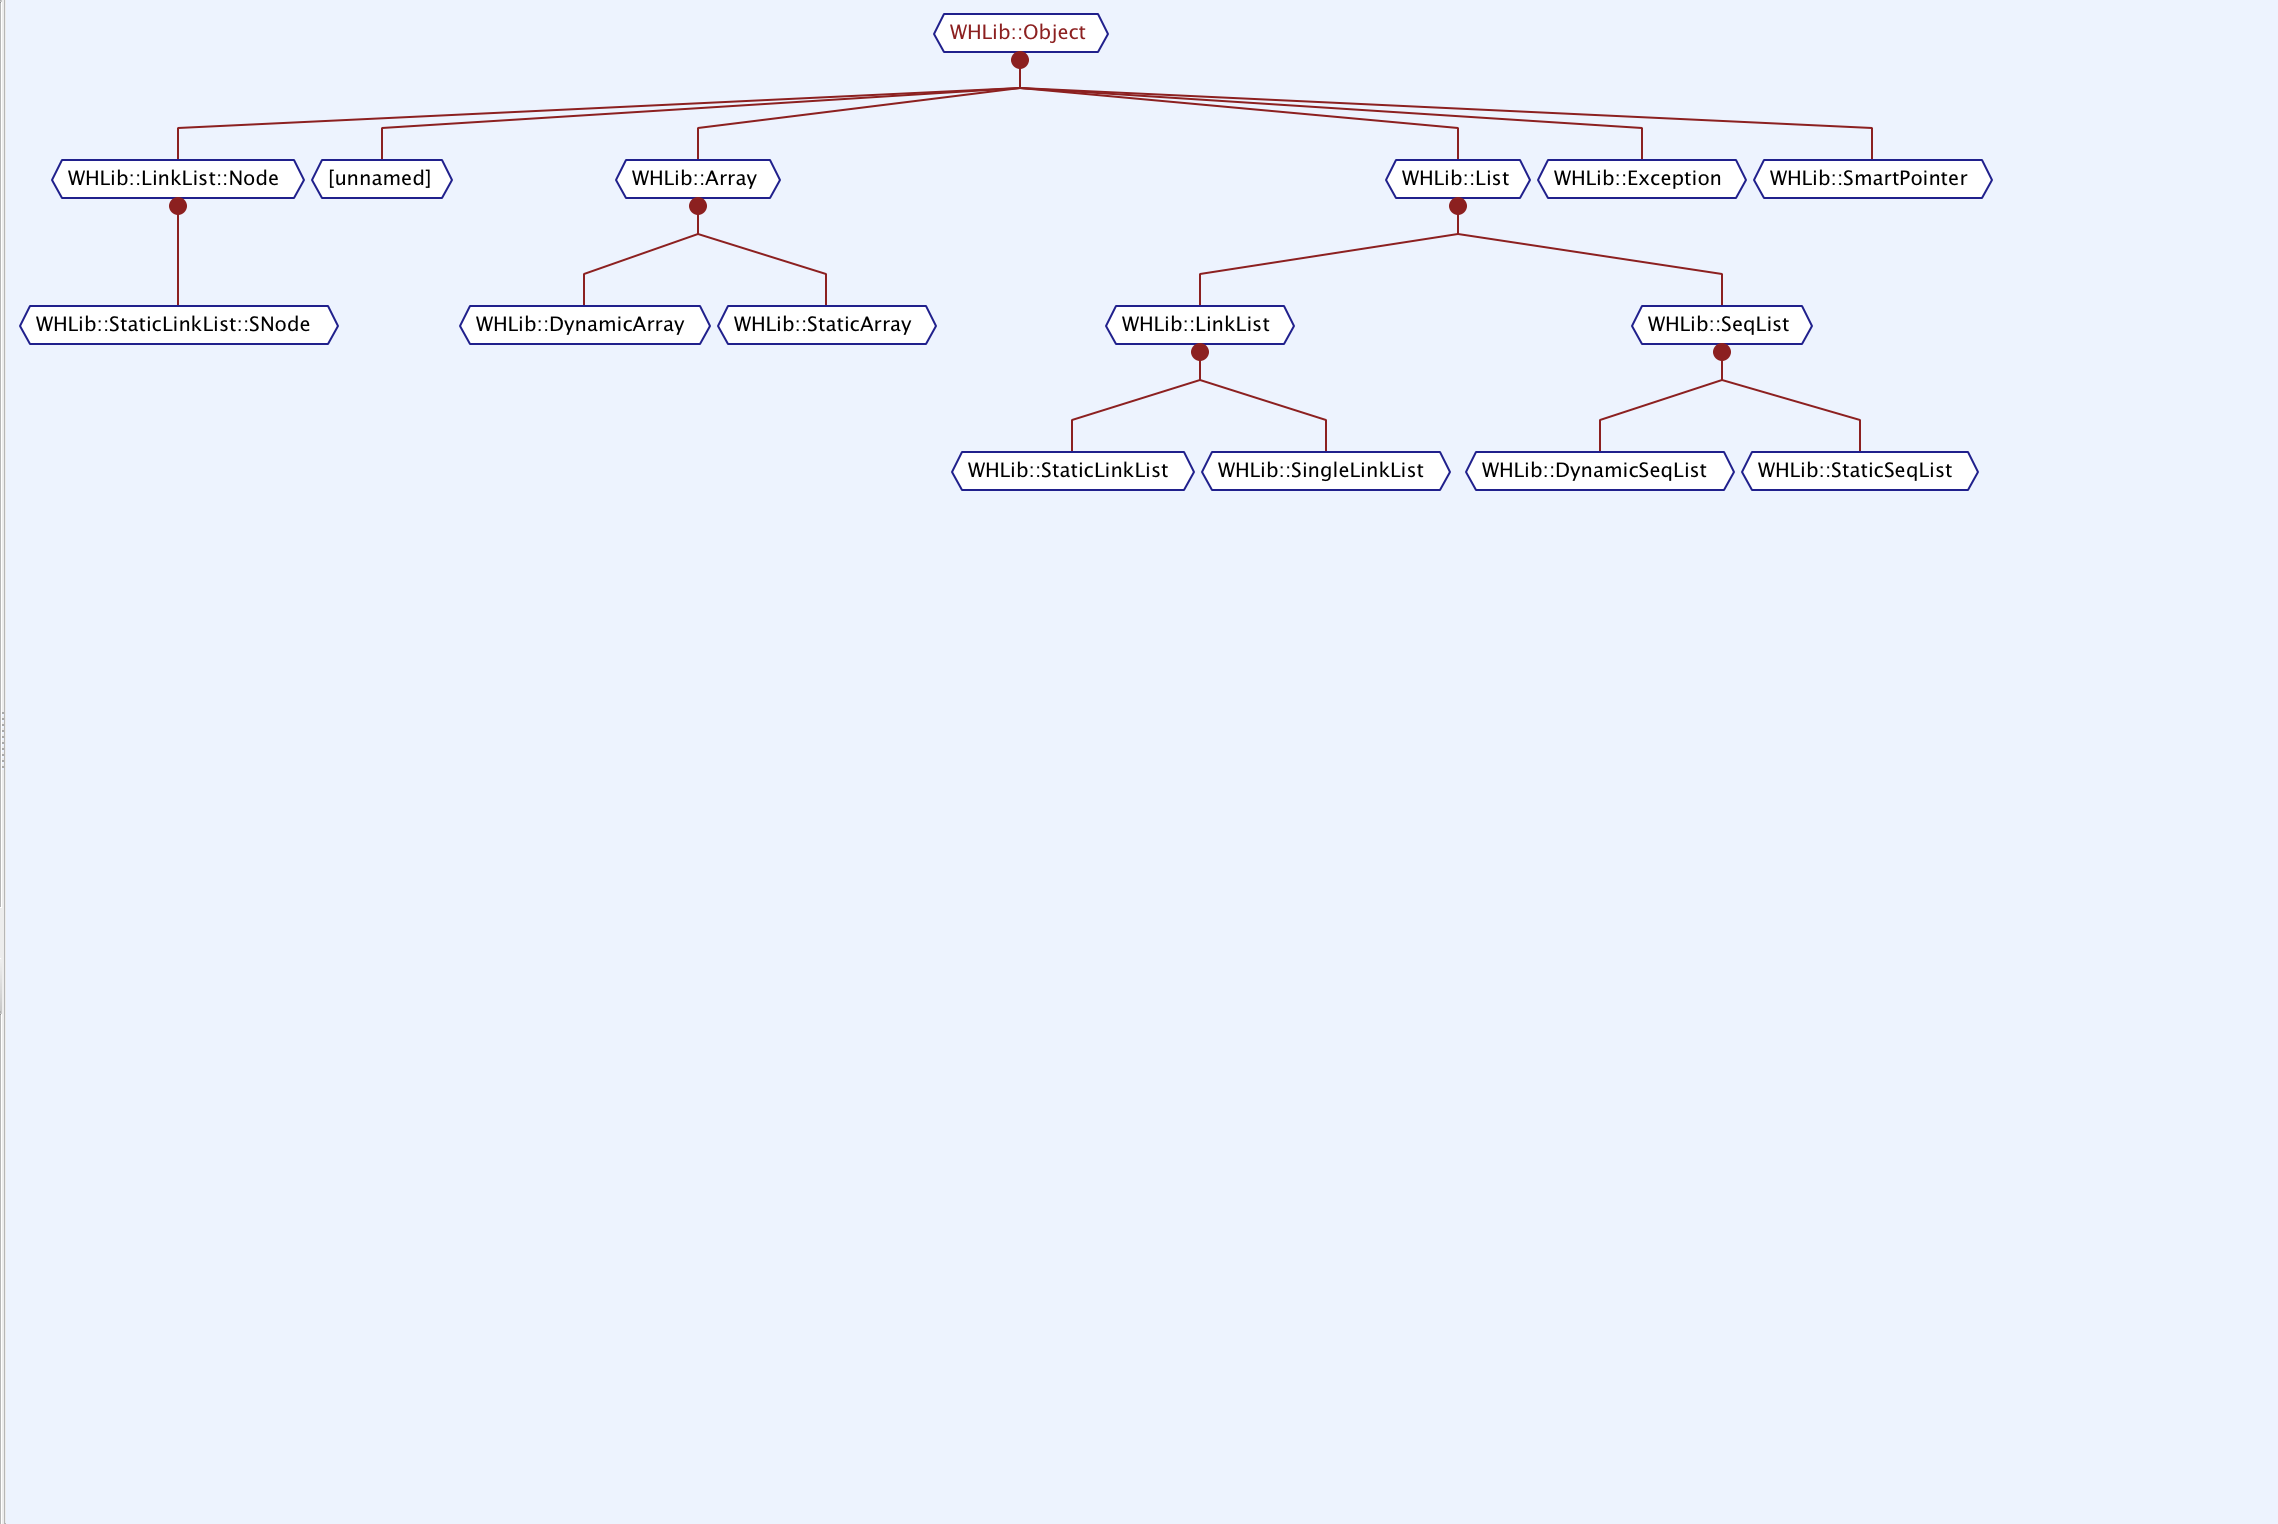 WHLib::Object
WHLib::LinkList::Node
[unnamed]
WHLib::Array
WHLib::List
WHLib::Exception
WHLib::SmartPointer
WHLib::StaticLinkList::SNode
WHLib::DynamicArray
WHLib::StaticArray
WHLib::LinkList
WHLib::SeqList
WHLib::StaticLinkList
WHLib::SingleLinkList
WHLib::DynamicSeqList
WHLib::StaticSeqList